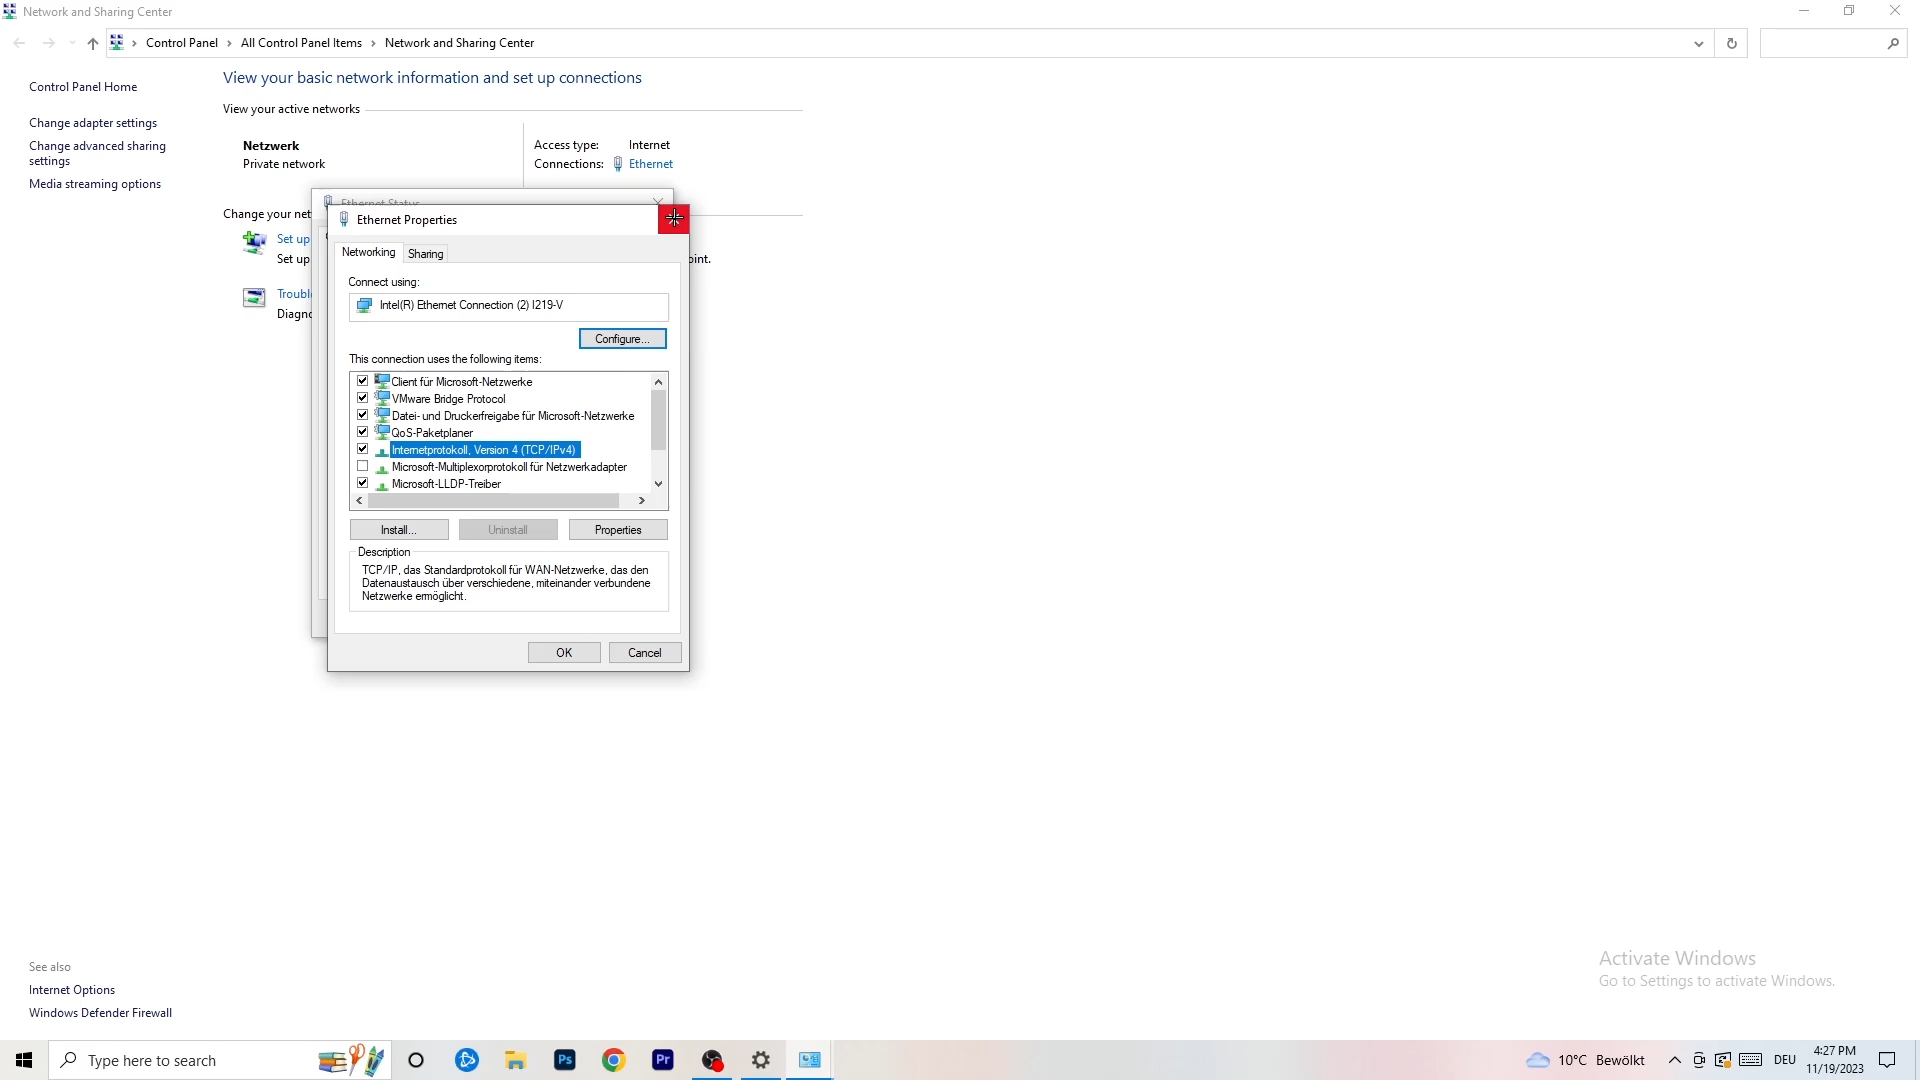 Network and Sharing Center
Control Panel
All Control Panel Items
Network and Sharing Center
Control Panel Home
Change adapter settings
Change advanced sharing
settings
Media streaming options
View your basic network information and set up connections
View your active networks
Netzwerk
Private network
Access type:
Internet
Connections:
Ethernet
Change your net
Set up
Set up
oint.
Troubl
Diagno
Ethernet Status
Ethernet Properties
Networking
Sharing
Connect using:
Intel(R) Ethernet Connection (2) I219-V
Configure...
This connection uses the following items:
Client für Microsoft-Netzwerke
VMware Bridge Protocol
Datei- und Druckerfreigabe für Microsoft-Netzwerke
QoS-Paketplaner
Internetprotokoll, Version 4 (TCP/IPv4)
Microsoft-Multiplexorprotokoll für Netzwerkadapter
Microsoft-LLDP-Treiber
Install...
Uninstall
Properties
Description
TCP/IP, das Standardprotokoll für WAN-Netzwerke, das den
Datenaustausch über verschiedene, miteinander verbundene
Netzwerke ermöglicht.
OK
Cancel
See also
Internet Options
Windows Defender Firewall
Activate Windows
Go to Settings to activate Windows.
Type here to search
Ps
Pr
10°C Bewölkt
DEU
4:27 PM
11/19/2023